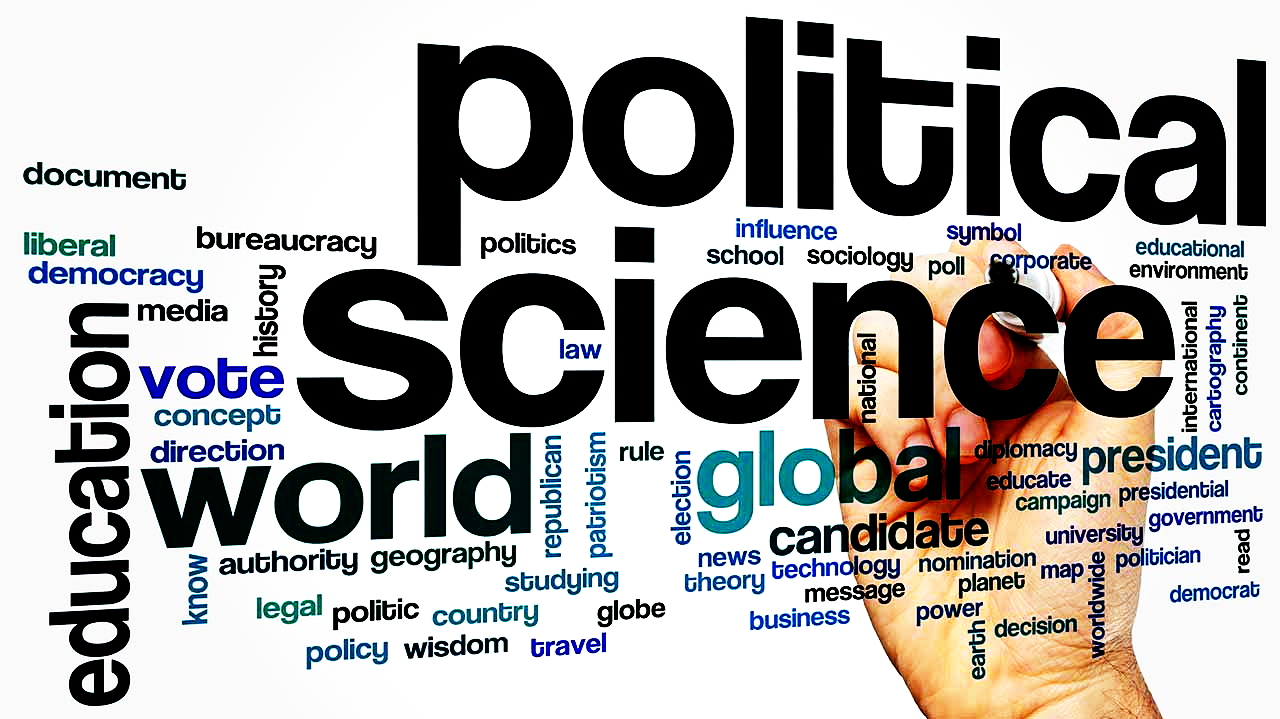 political
science
document
liberal
bureaucracy
politics
influence
symbol
school
sociology
poll
corporate
educational
environment
democracy
media
history
education
vote
concept
direction
law
national
international
cartography
continent
world
republican
patriotism
rule
election
global
diplomacy
president
educate
campaign
presidential
candidate
university
government
authority
geography
know
studying
news
technology
nomination
politician
read
theory
message
planet
map
worldwide
democrat
legal
politic
country
globe
business
power
earth
decision
policy
wisdom
travel